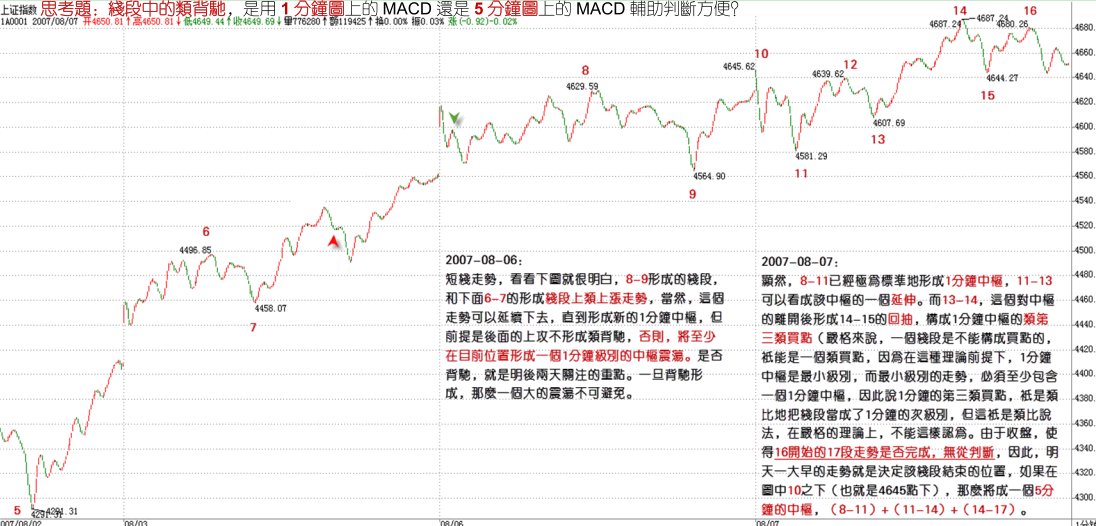 上证指数 思考題：綫段中的類背馳，是用 1 分鐘圖上的 MACD 還是 5 分鐘圖上的 MACD 輔助判斷方便?
1A0001 2007/08/07 开4650.81↑高4650.81↓低4649.44↑收4649.69↓量776280↑额119425↑换0.00% 振0.03% 涨(-0.92)-0.02%
14
4687.24
4687.24
16
4680.26
4680.
10
4645.62
4660.
12
4639.62
4640.
15
4644.27
8
4629.59
4620.
13
4607.69
4600.
11
4581.29
4580.
9
4564.90
4560.
4540.
4520.
6
4496.85
4500.
4480.
7
4458.07
4460.
4440.
4420.
4400.
4380.
4360.
4340.
4320.
4300.
5
4291.31
4291.31
2007-08-06：
短綫走勢，看看下圖就很明白，8-9形成的綫段，
和下面6-7的形成綫段上類上漲走勢，當然，這個
走勢可以延續下去，直到形成新的1分鐘中樞，但
前提是後面的上攻不形成類背馳，否則，將至少
在目前位置形成一個1分鐘級別的中樞震蕩。是否
背馳，就是明後兩天關注的重點。一旦背馳形
成，那麽一個大的震蕩不可避免。
2007-08-07：
顯然，8-11已經極爲標準地形成1分鐘中樞，11-13
可以看成該中樞的一個延伸。而13-14，這個對中樞
的離開後形成14-15的回抽，構成1分鐘中樞的類第
三類買點（嚴格來說，一個綫段是不能構成買點的，
衹能是一個類買點，因爲在這種理論前提下，1分鐘
中樞是最小級別，而最小級別的走勢，必須至少包含
一個1分鐘中樞，因此說1分鐘的第三類買點，衹是類
比地把綫段當成了1分鐘的次級別，但這衹是類比說
法，在嚴格的理論上，不能這樣認爲。由于收盤，使
得16開始的17段走勢是否完成，無從判斷，因此，明
天一大早的走勢就是決定該綫段結束的位置，如果在
圖中10之下（也就是4645點下），那麽將成一個5分
鐘的中樞，（8-11）+（11-14）+（14-17）。
2007/08/02
08/03
08/06
08/07
1分钟